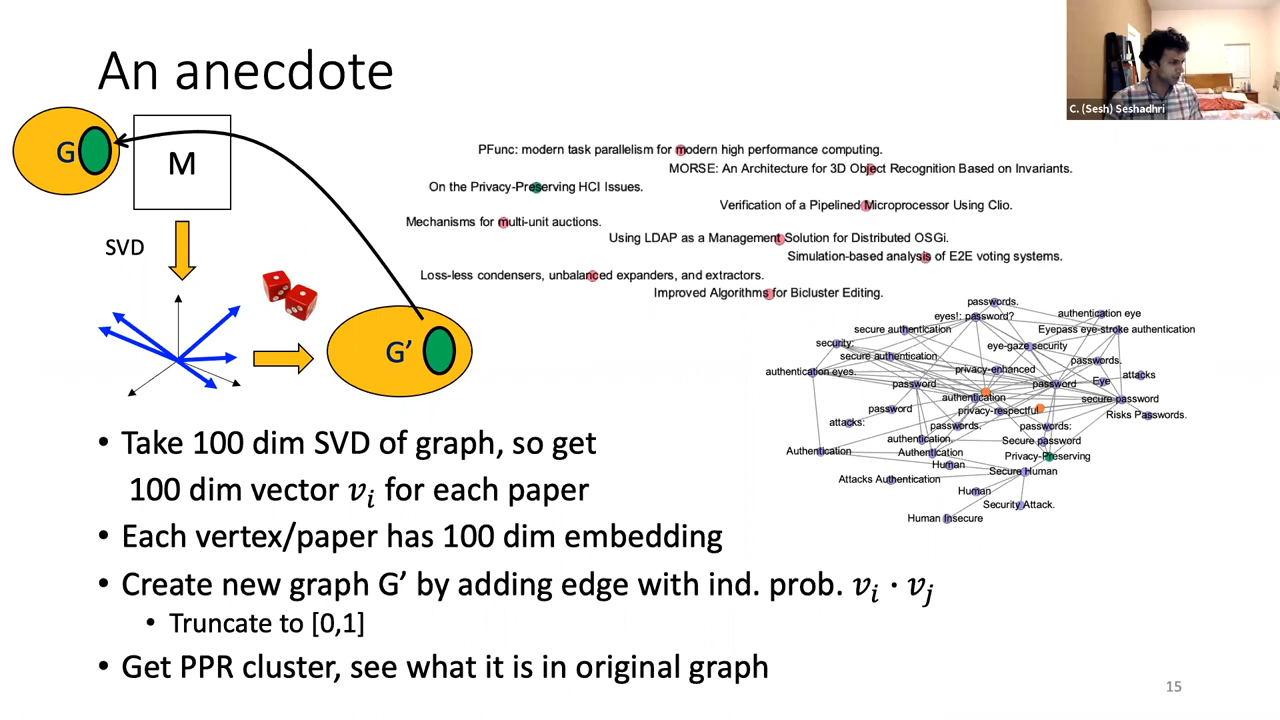 An anecdote
C. (Sesh) Seshadhri
G
M
SVD
G'
PFunc: modern task parallelism for modern high performance computing.
MORSE: An Architecture for 3D Object Recognition Based on Invariants.
On the Privacy-Preserving HCI Issues.
Verification of a Pipelined Microprocessor Using Clio.
Mechanisms for multi-unit auctions.
Using LDAP as a Management Solution for Distributed OSGi.
Simulation-based analysis of E2E voting systems.
Loss-less condensers, unbalanced expanders, and extractors.
Improved Algorithms for Bicluster Editing.
passwords.
eyes!: password?
authentication eye
secure authentication
Eyepass eye-stroke authentication
security:
eye-gaze security
secure authentication
passwords.
authentication eyes.
privacy-enhanced
attacks
Eye
password
password
authentication
secure password
password
privacy-respectful
Risks Passwords.
attacks:
passwords.
passwords:
authentication.
Secure password
Authentication
Authentication
Privacy-Preserving
Human
Secure Human
Attacks Authentication
Human
Security Attack.
Human Insecure
• Take 100 dim SVD of graph, so get
100 dim vector 𝑣ᵢ for each paper
• Each vertex/paper has 100 dim embedding
• Create new graph G' by adding edge with ind. prob. 𝑣ᵢ · 𝑣ⱼ
• Truncate to [0,1]
• Get PPR cluster, see what it is in original graph
15